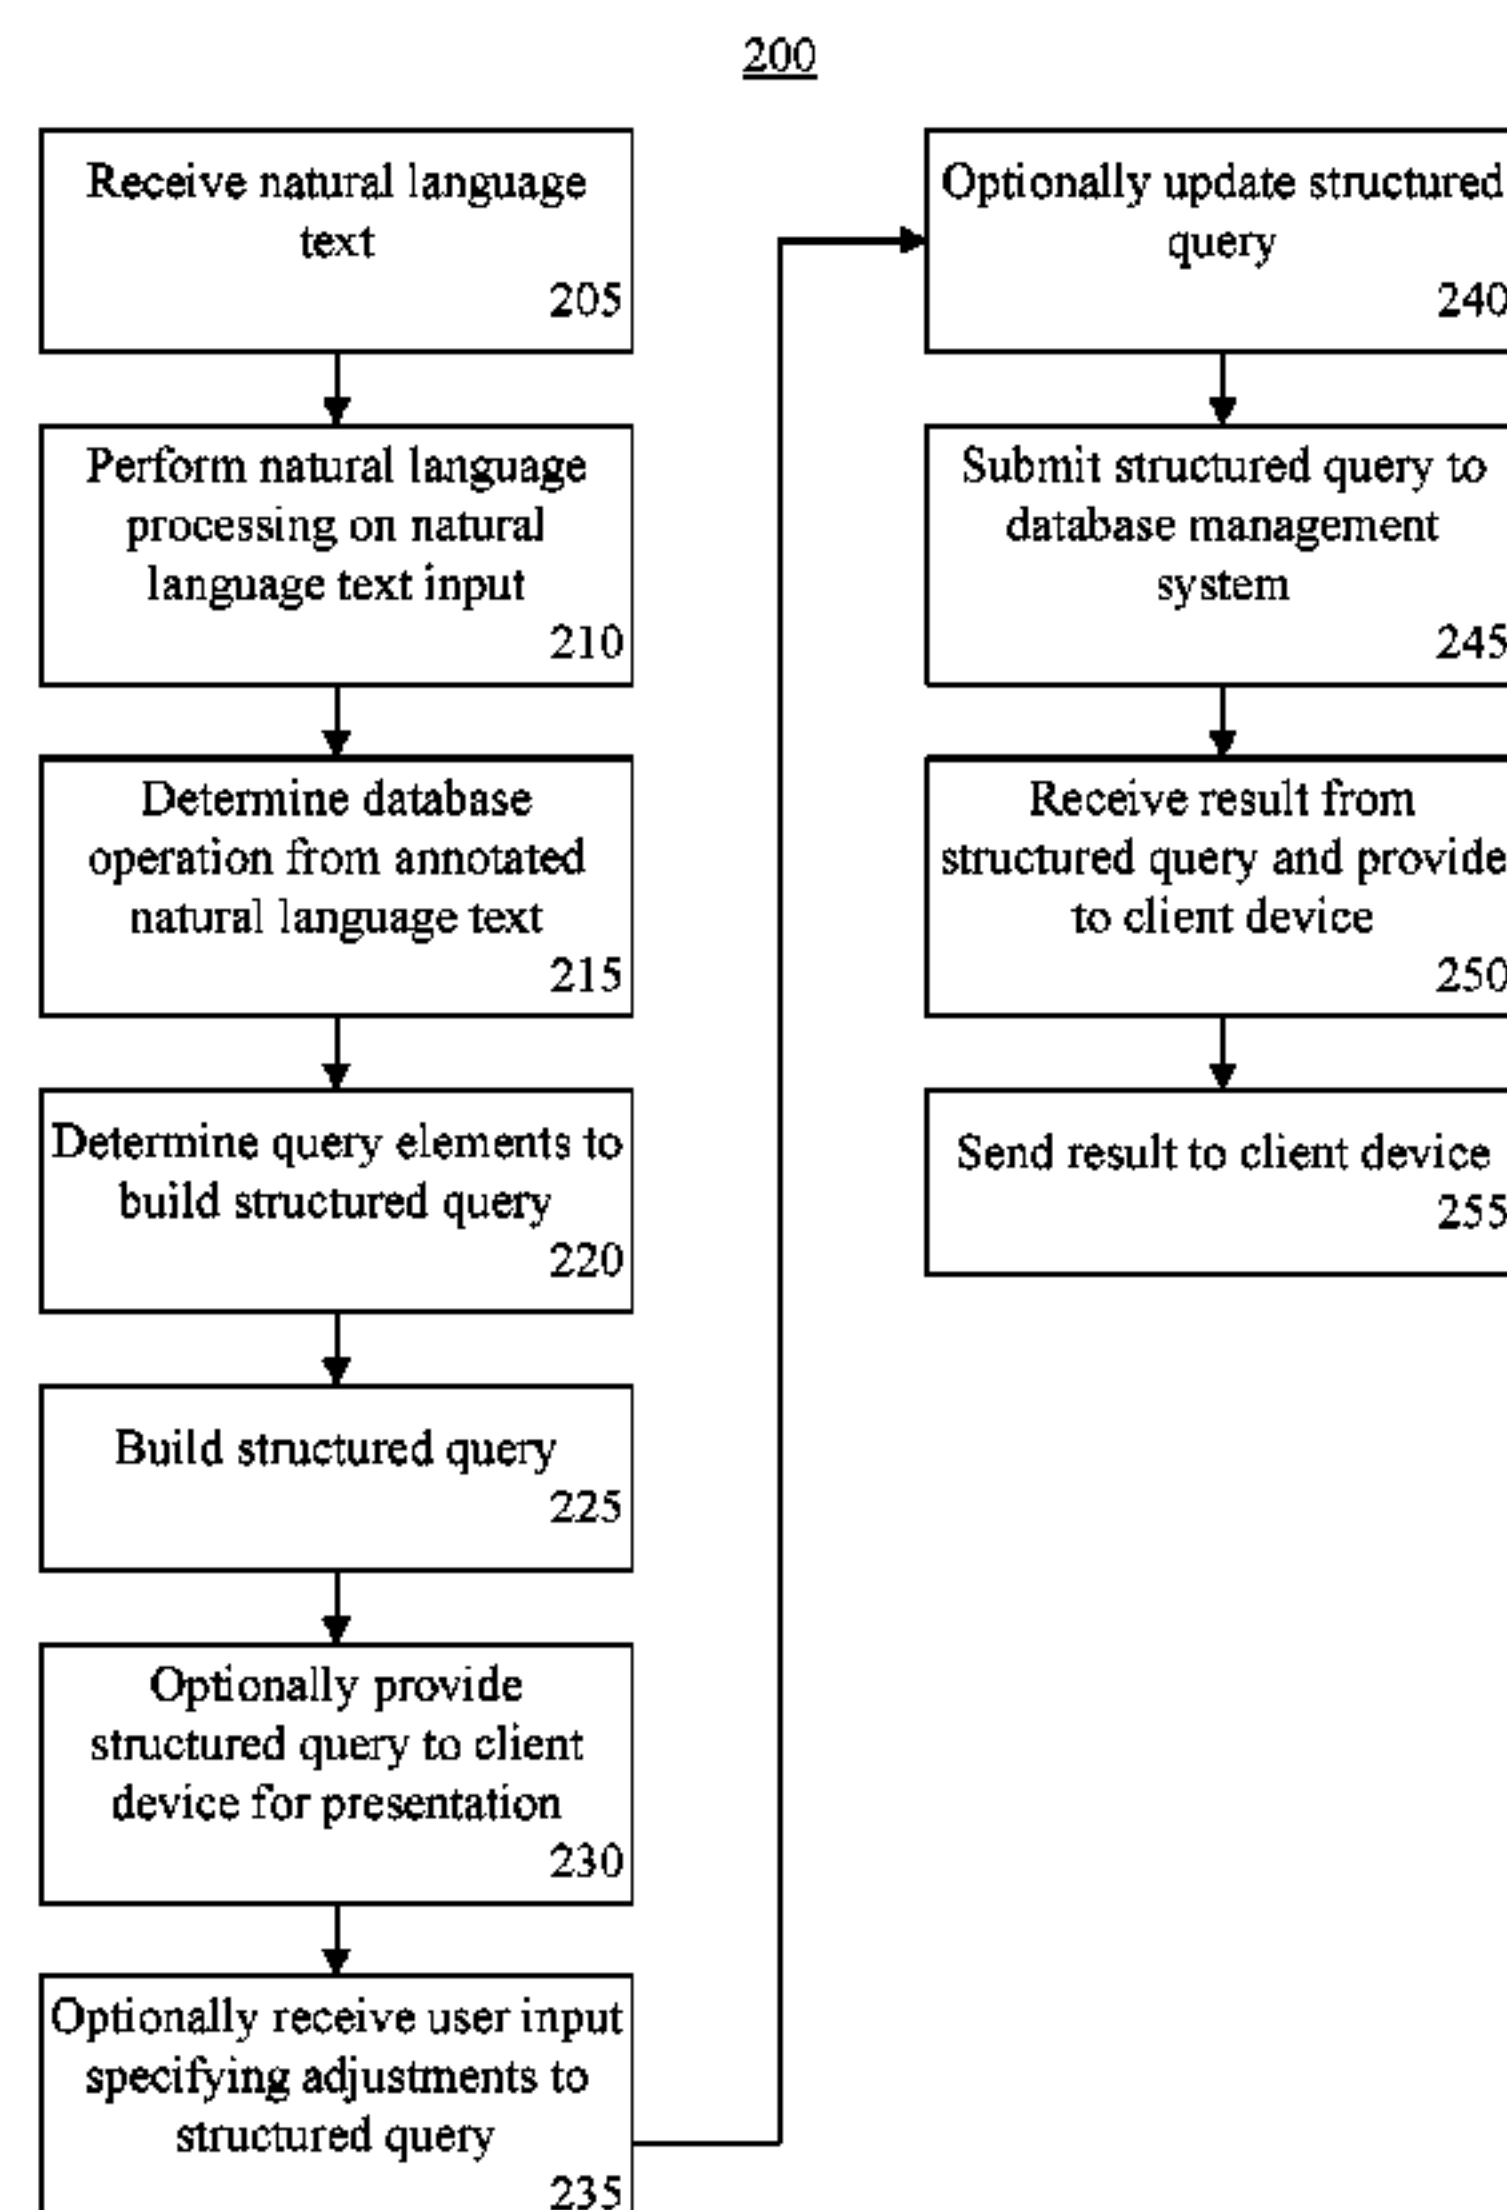 200
Receive natural language
text
205
Perform natural language
processing on natural
language text input
210
Determine database
operation from annotated
natural language text
215
Determine query elements to
build structured query
220
Build structured query
225
Optionally provide
structured query to client
device for presentation
230
Optionally receive user input
specifying adjustments to
structured query
235
Optionally update structured
query
240
Submit structured query to
database management
system
245
Receive result from
structured query and provide
to client device
250
Send result to client device
255